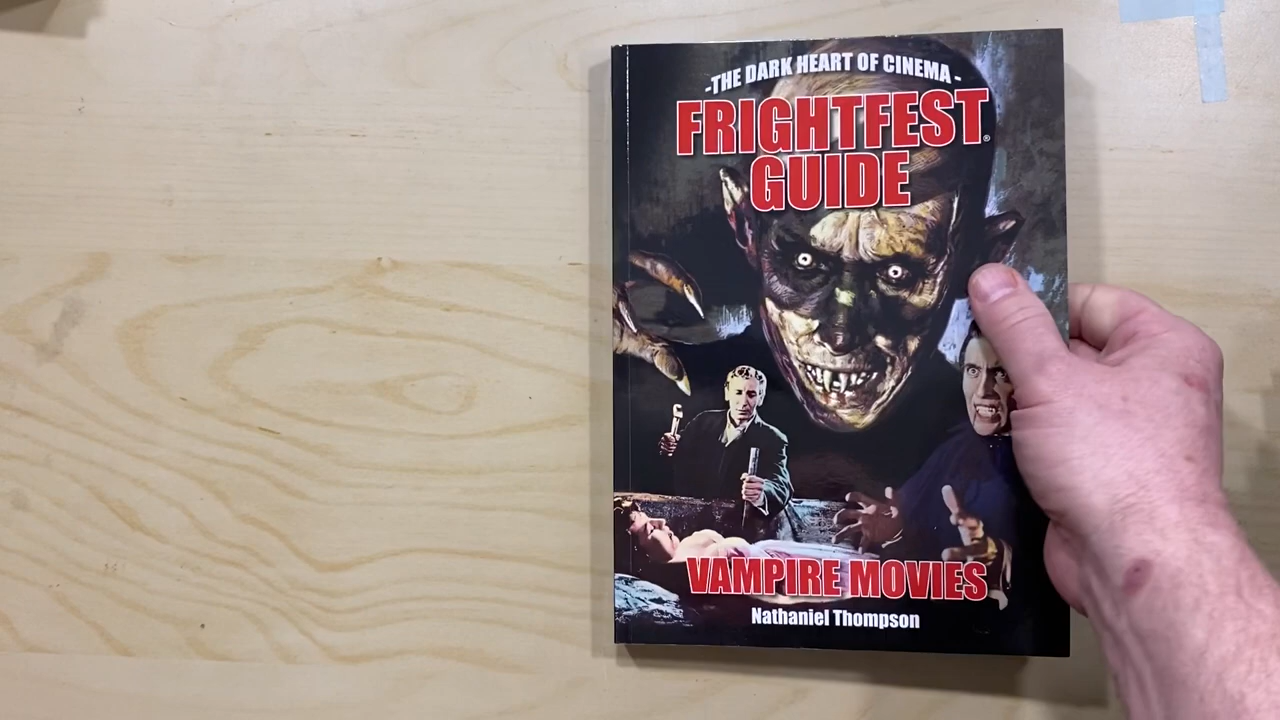 -THE DARK HEART OF CINEMA-
FRIGHTFEST®
GUIDE
VAMPIRE MOVIES
Nathaniel Thompson